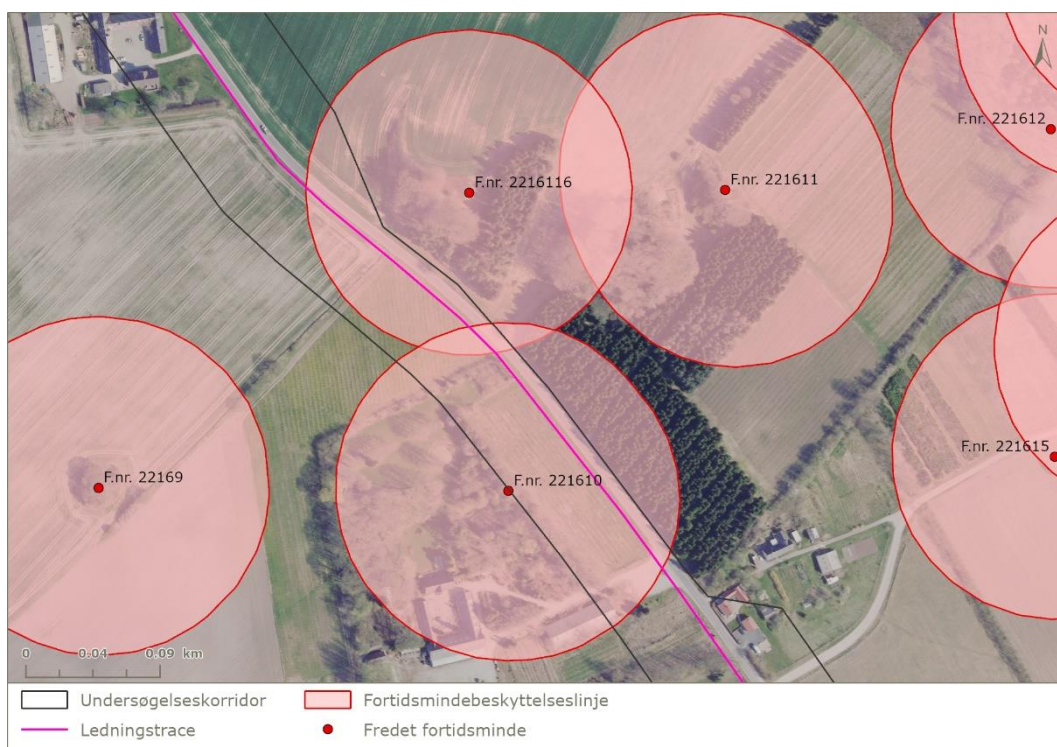 N
F.nr. 221612
F.nr. 2216116
F.nr. 221611
F.nr. 221615
F.nr. 22169
F.nr. 221610
0 0.04 0.09 km
Undersøgelseskorridor
Fortidsmindebeskyttelseslinje
Ledningstrace
Fredet fortidsminde